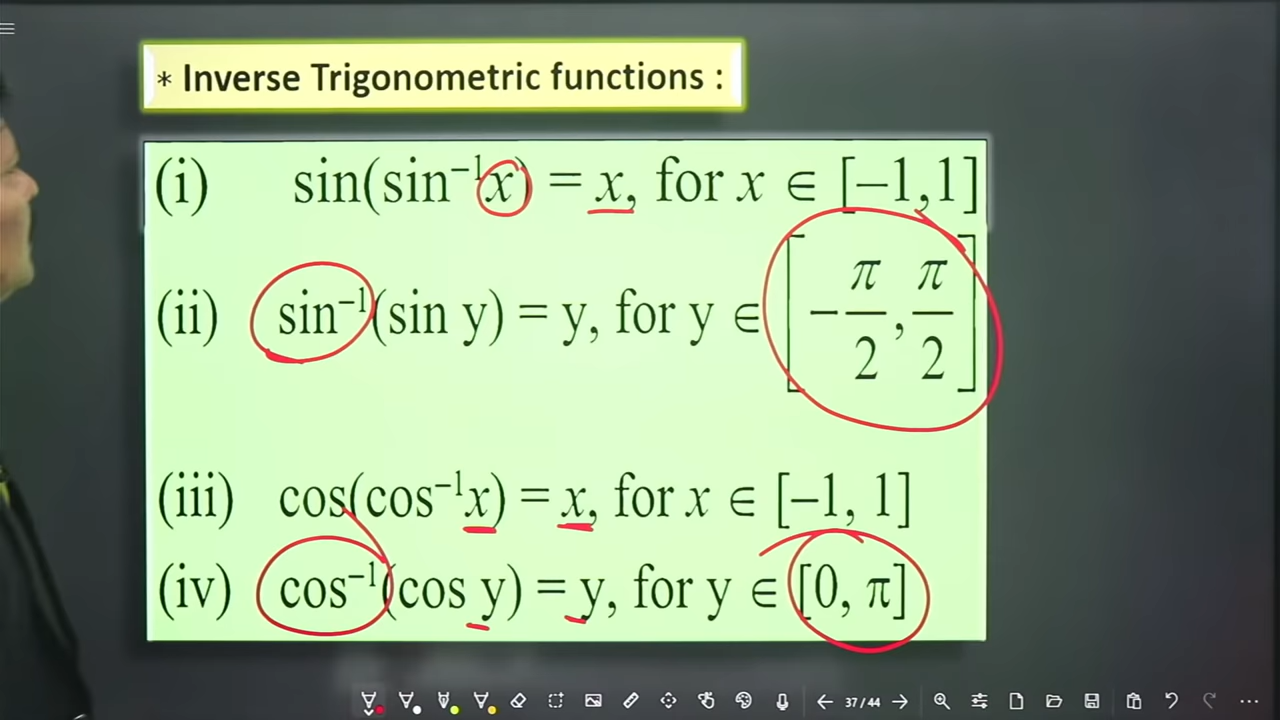 * Inverse Trigonometric functions :
(i) sin(sin⁻¹x) = x, for x ∈ [−1,1]
(ii) sin⁻¹(sin y) = y, for y ∈ [−π/2, π/2]
(iii) cos(cos⁻¹x) = x, for x ∈ [−1, 1]
(iv) cos⁻¹(cos y) = y, for y ∈ [0, π]
37 / 44